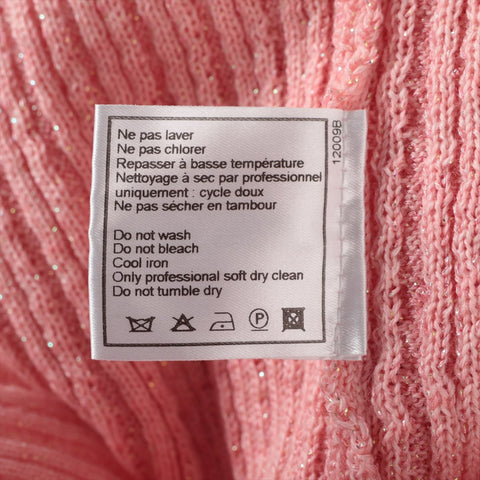 Ne pas laver
Ne pas chlorer
Repasser à basse température
Nettoyage à sec par professionnel
uniquement : cycle doux
Ne pas sécher en tambour
Do not wash
Do not bleach
Cool iron
Only professional soft dry clean
Do not tumble dry
P
12009B